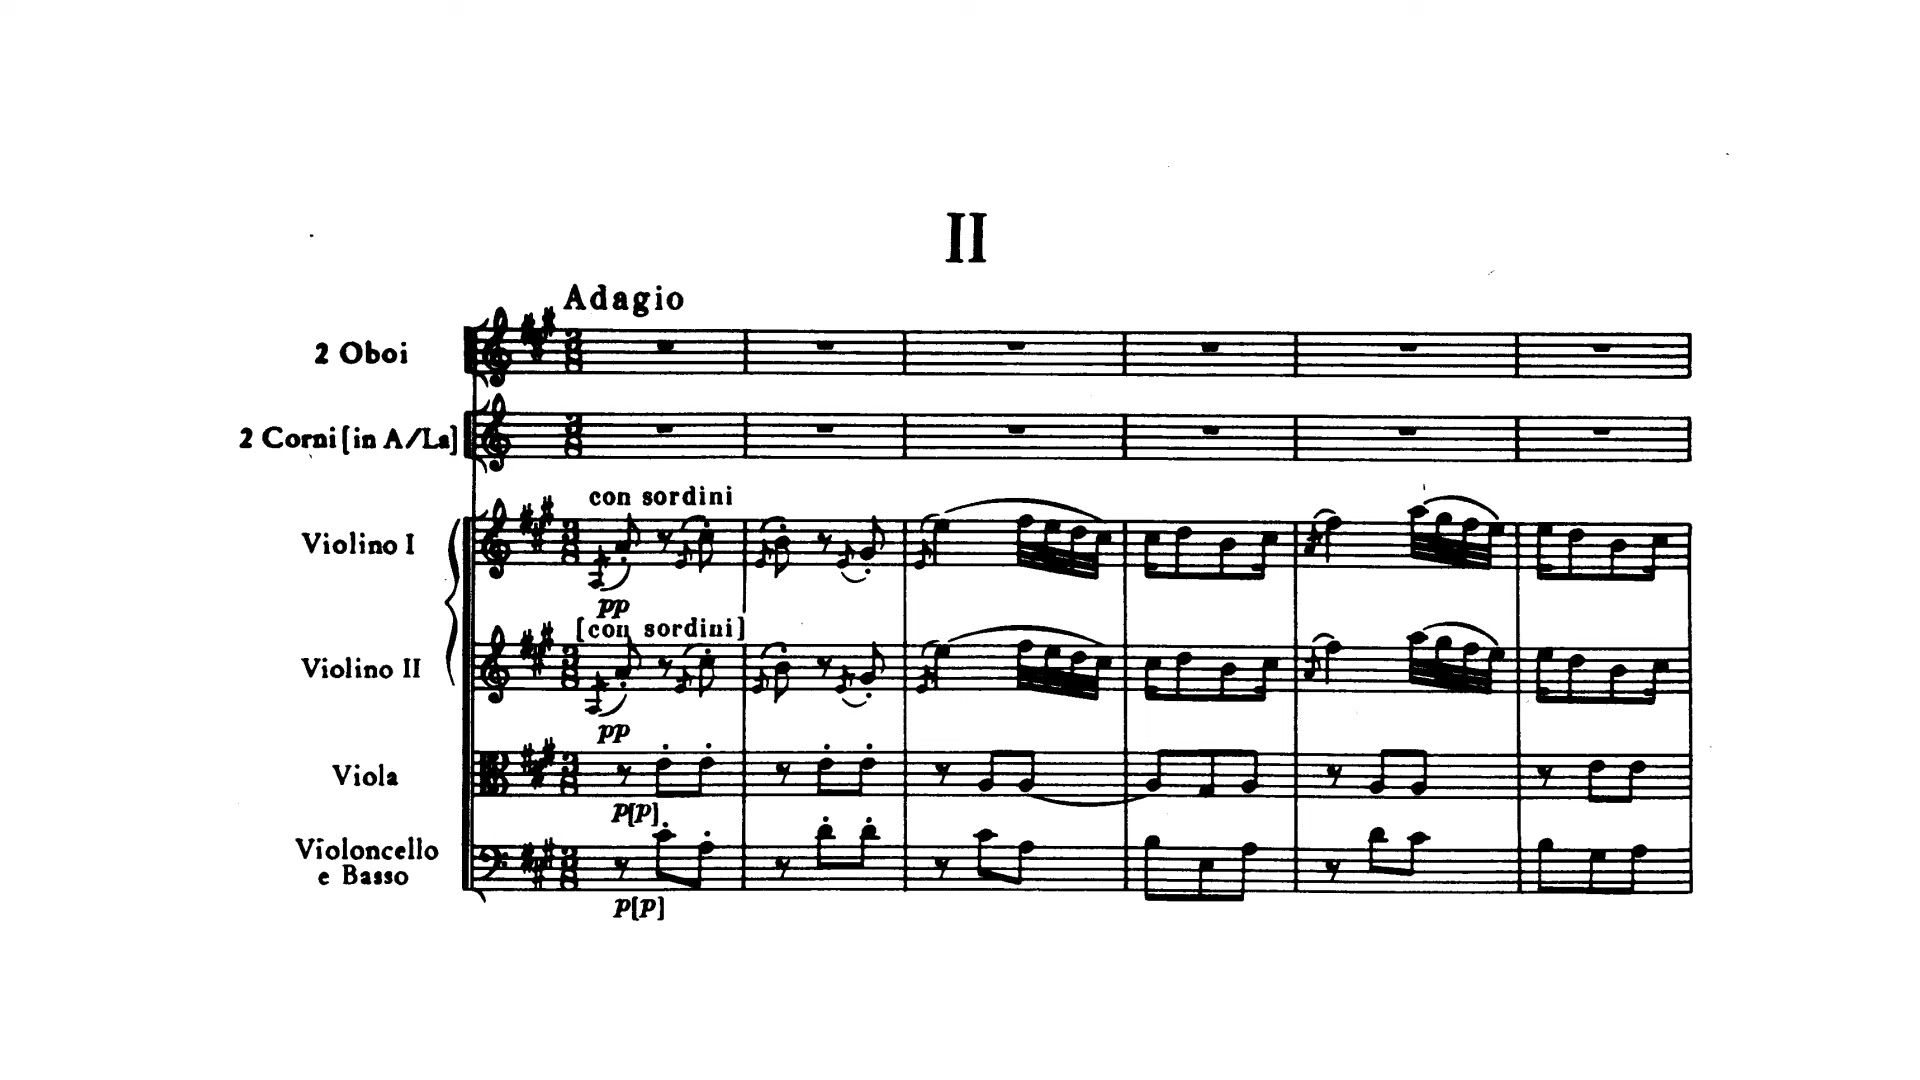 II
Adagio
2 Oboi
2 Corni [in A/La]
con sordini
Violino I
pp
[con sordini]
Violino II
pp
Viola
p[p]
Violoncello
e Basso
p[p]